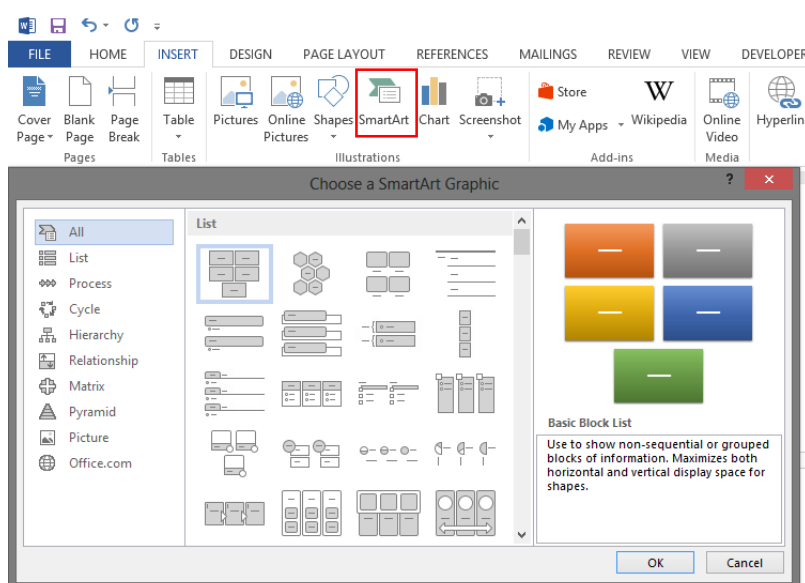 FILE HOME INSERT DESIGN PAGE LAYOUT REFERENCES MAILINGS REVIEW VIEW DEVELOPER
Cover Page
Blank Page
Page Break
Table
Pictures
Online Pictures
Shapes
SmartArt
Chart
Screenshot
Store
My Apps
W
Wikipedia
Online Video
Hyperlin
Pages Tables Illustrations Add-ins Media
Choose a SmartArt Graphic ? ×
All
List
Process
Cycle
Hierarchy
Relationship
Matrix
Pyramid
Picture
Office.com
List
Basic Block List
Use to show non-sequential or grouped
blocks of information. Maximizes both
horizontal and vertical display space for
shapes.
OK Cancel